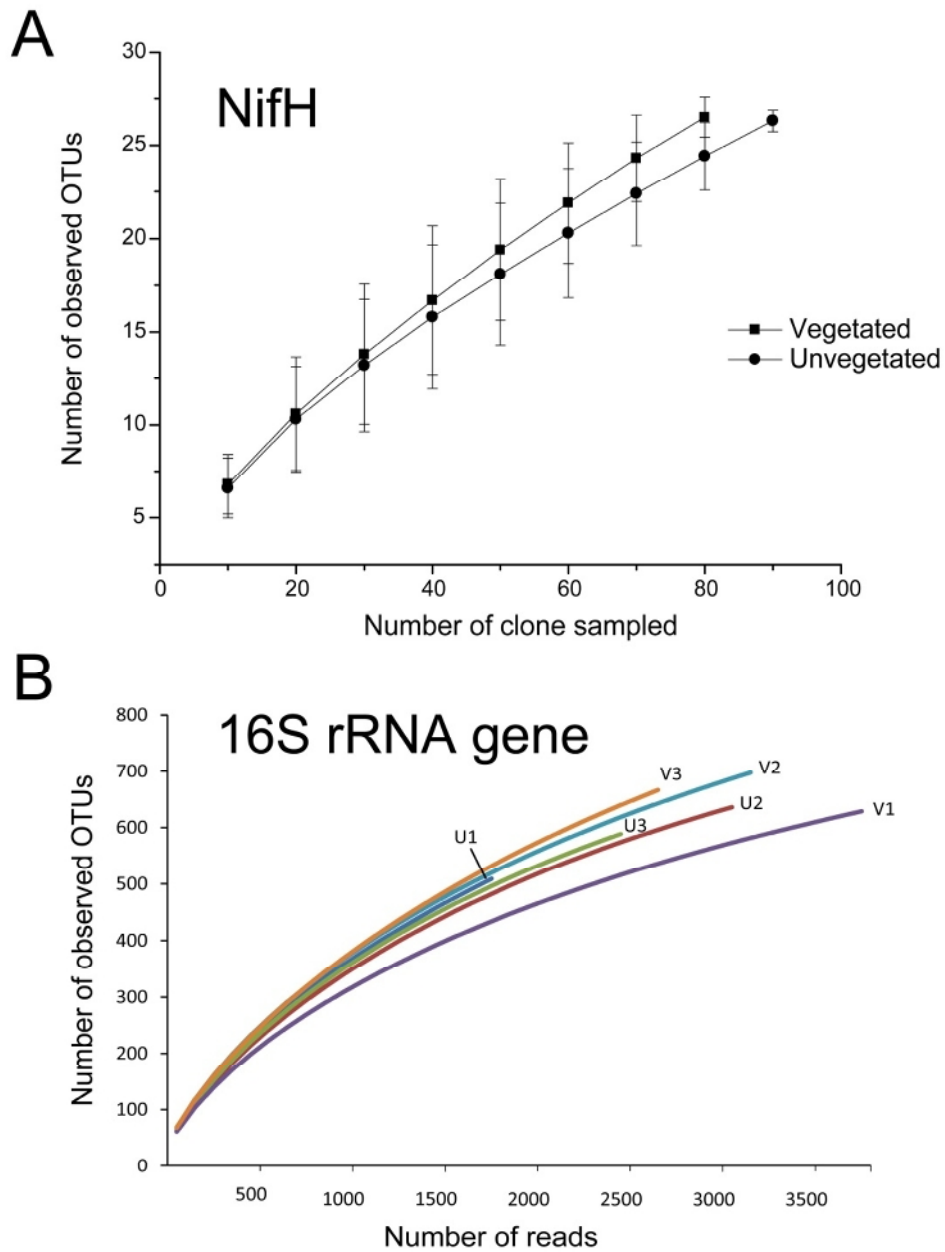 A
NifH
30
25
20
15
10
5
0
20
40
60
80
100
Number of observed OTUs
Number of clone sampled
Vegetated
Unvegetated
B
16S rRNA gene
800
700
600
500
400
300
200
100
0
500
1000
1500
2000
2500
3000
3500
Number of observed OTUs
Number of reads
V3
V2
U1
U3
U2
V1